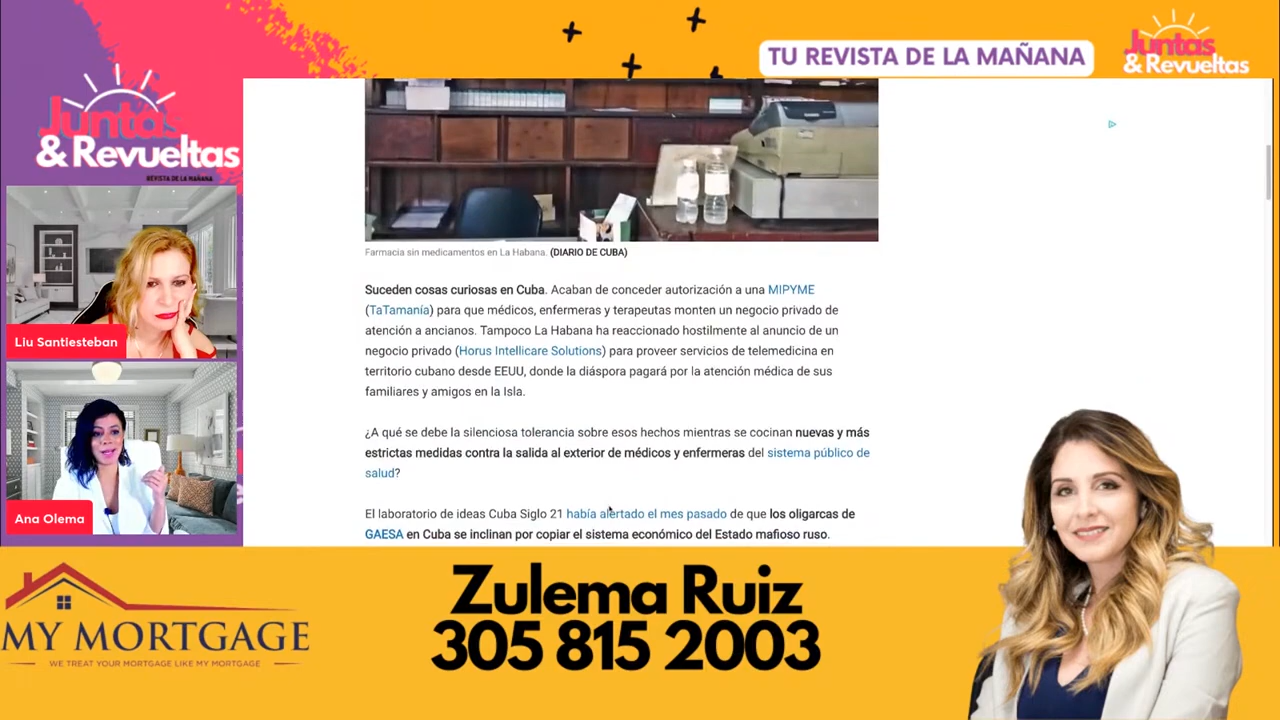 TU REVISTA DE LA MAÑANA
Juntas
& Revueltas
Juntas
& Revueltas
REVISTA DE LA MAÑANA
Liu Santiesteban
Ana Olema
Farmacia sin medicamentos en La Habana. (DIARIO DE CUBA)
Suceden cosas curiosas en Cuba. Acaban de conceder autorización a una MIPYME
(TaTamanía) para que médicos, enfermeras y terapeutas monten un negocio privado de
atención a ancianos. Tampoco La Habana ha reaccionado hostilmente al anuncio de un
negocio privado (Horus Intellicare Solutions) para proveer servicios de telemedicina en
territorio cubano desde EEUU, donde la diáspora pagará por la atención médica de sus
familiares y amigos en la Isla.
¿A qué se debe la silenciosa tolerancia sobre esos hechos mientras se cocinan nuevas y más
estrictas medidas contra la salida al exterior de médicos y enfermeras del sistema público de
salud?
El laboratorio de ideas Cuba Siglo 21 había alertado el mes pasado de que los oligarcas de
GAESA en Cuba se inclinan por copiar el sistema económico del Estado mafioso ruso.
MY MORTGAGE
WE TREAT YOUR MORTGAGE LIKE MY MORTGAGE
Zulema Ruiz
305 815 2003